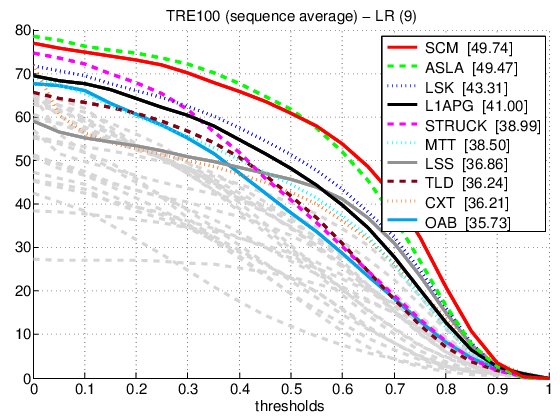 TRE100 (sequence average) − LR (9)
80
70
60
50
40
30
20
10
0
SCM [49.74]
ASLA [49.47]
LSK [43.31]
L1APG [41.00]
STRUCK [38.99]
MTT [38.50]
LSS [36.86]
TLD [36.24]
CXT [36.21]
OAB [35.73]
0 0.1 0.2 0.3 0.4 0.5 0.6 0.7 0.8 0.9 1
thresholds